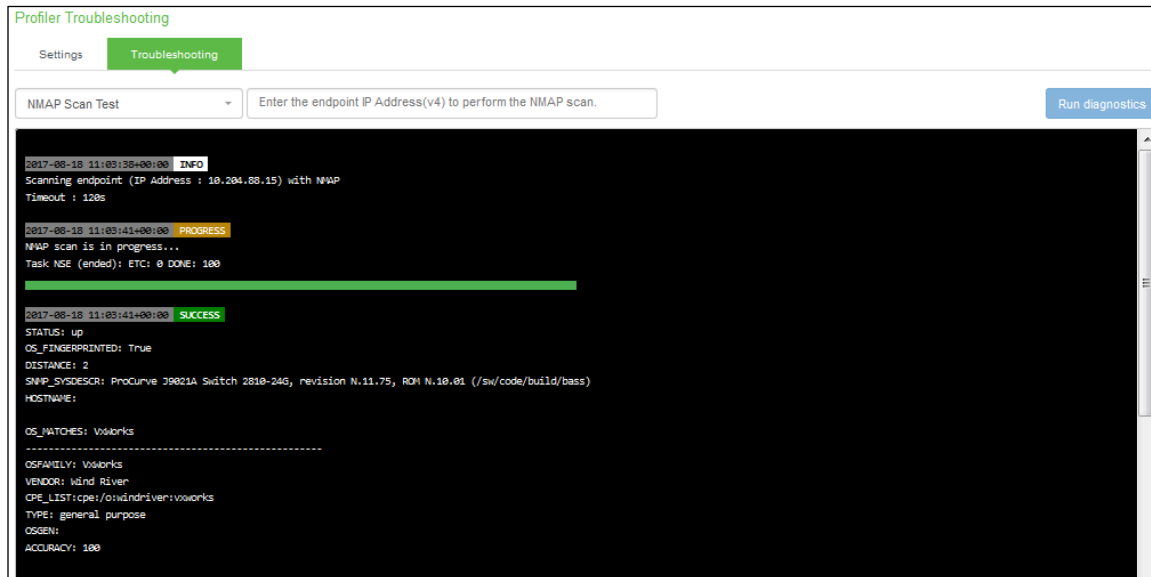 Profiler Troubleshooting
Settings Troubleshooting
NMAP Scan Test Enter the endpoint IP Address(v4) to perform the NMAP scan. Run diagnostics
2017-08-18 11:03:38+00:00 INFO
Scanning endpoint (IP Address : 10.204.88.15) with NMAP
Timeout : 120s
2017-08-18 11:03:41+00:00 PROGRESS
NMAP scan is in progress...
Task NSE (ended): ETC: 0 DONE: 100
2017-08-18 11:03:41+00:00 SUCCESS
STATUS: up
OS_FINGERPRINTED: True
DISTANCE: 2
SNMP_SYSDESCR: ProCurve J9021A Switch 2810-24G, revision N.11.75, ROM N.10.01 (/sw/code/build/bass)
HOSTNAME:
OS_MATCHES: VxWorks
----------------------------------------------------
OSFAMILY: VxWorks
VENDOR: Wind River
CPE_LIST:cpe:/o:windriver:vxworks
TYPE: general purpose
OSGEN:
ACCURACY: 100